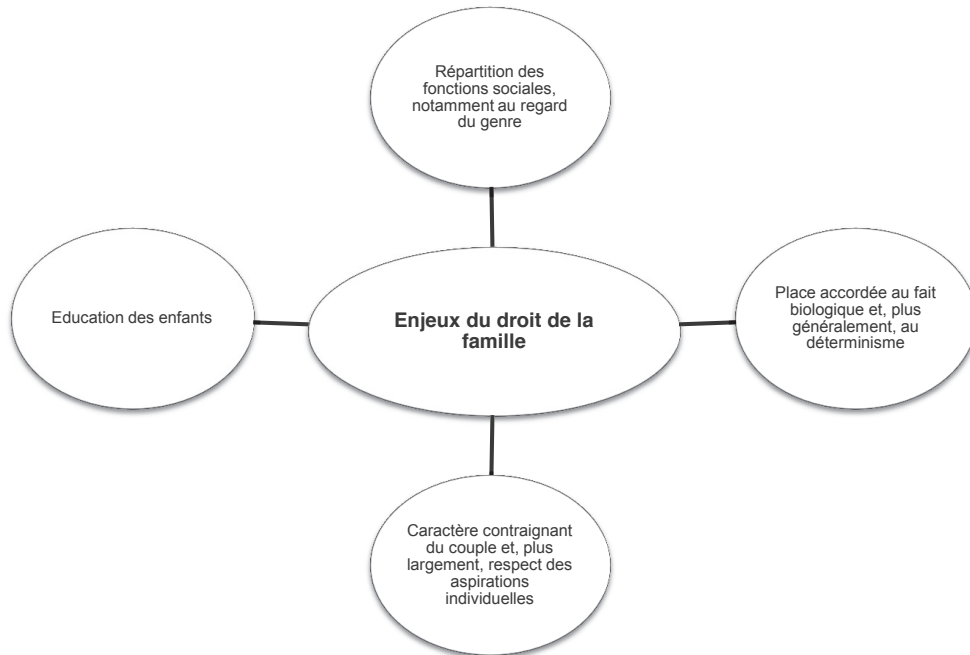 Répartition des
fonctions sociales,
notamment au regard
du genre
Education des enfants
Enjeux du droit de la
famille
Place accordée au fait
biologique et, plus
généralement, au
déterminisme
Caractère contraignant
du couple et, plus
largement, respect des
aspirations
individuelles